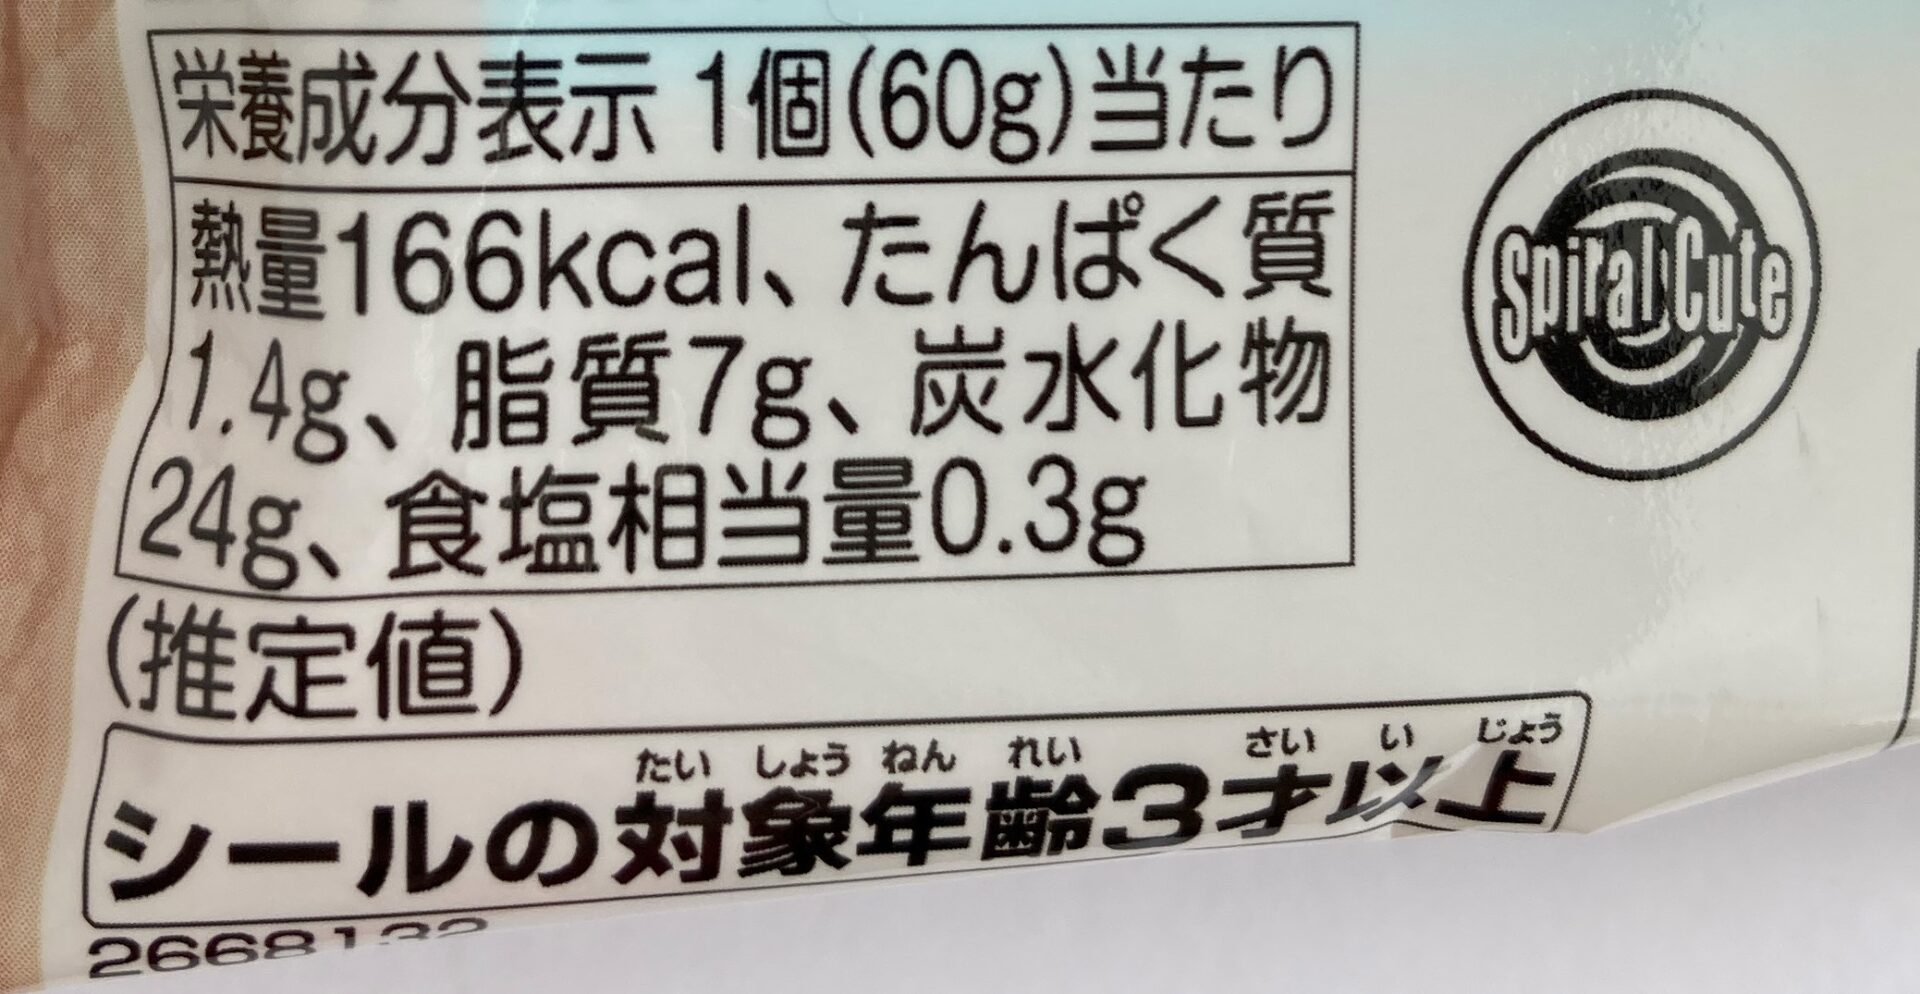 栄養成分表示 1個(60g)当たり
熱量166kcal、たんぱく質
1.4g、脂質7g、炭水化物
24g、食塩相当量0.3g
(推定値)
Spiral Cute
たい しょう ねん れい さい い じょう
シールの対象年齢3才以上
2668132